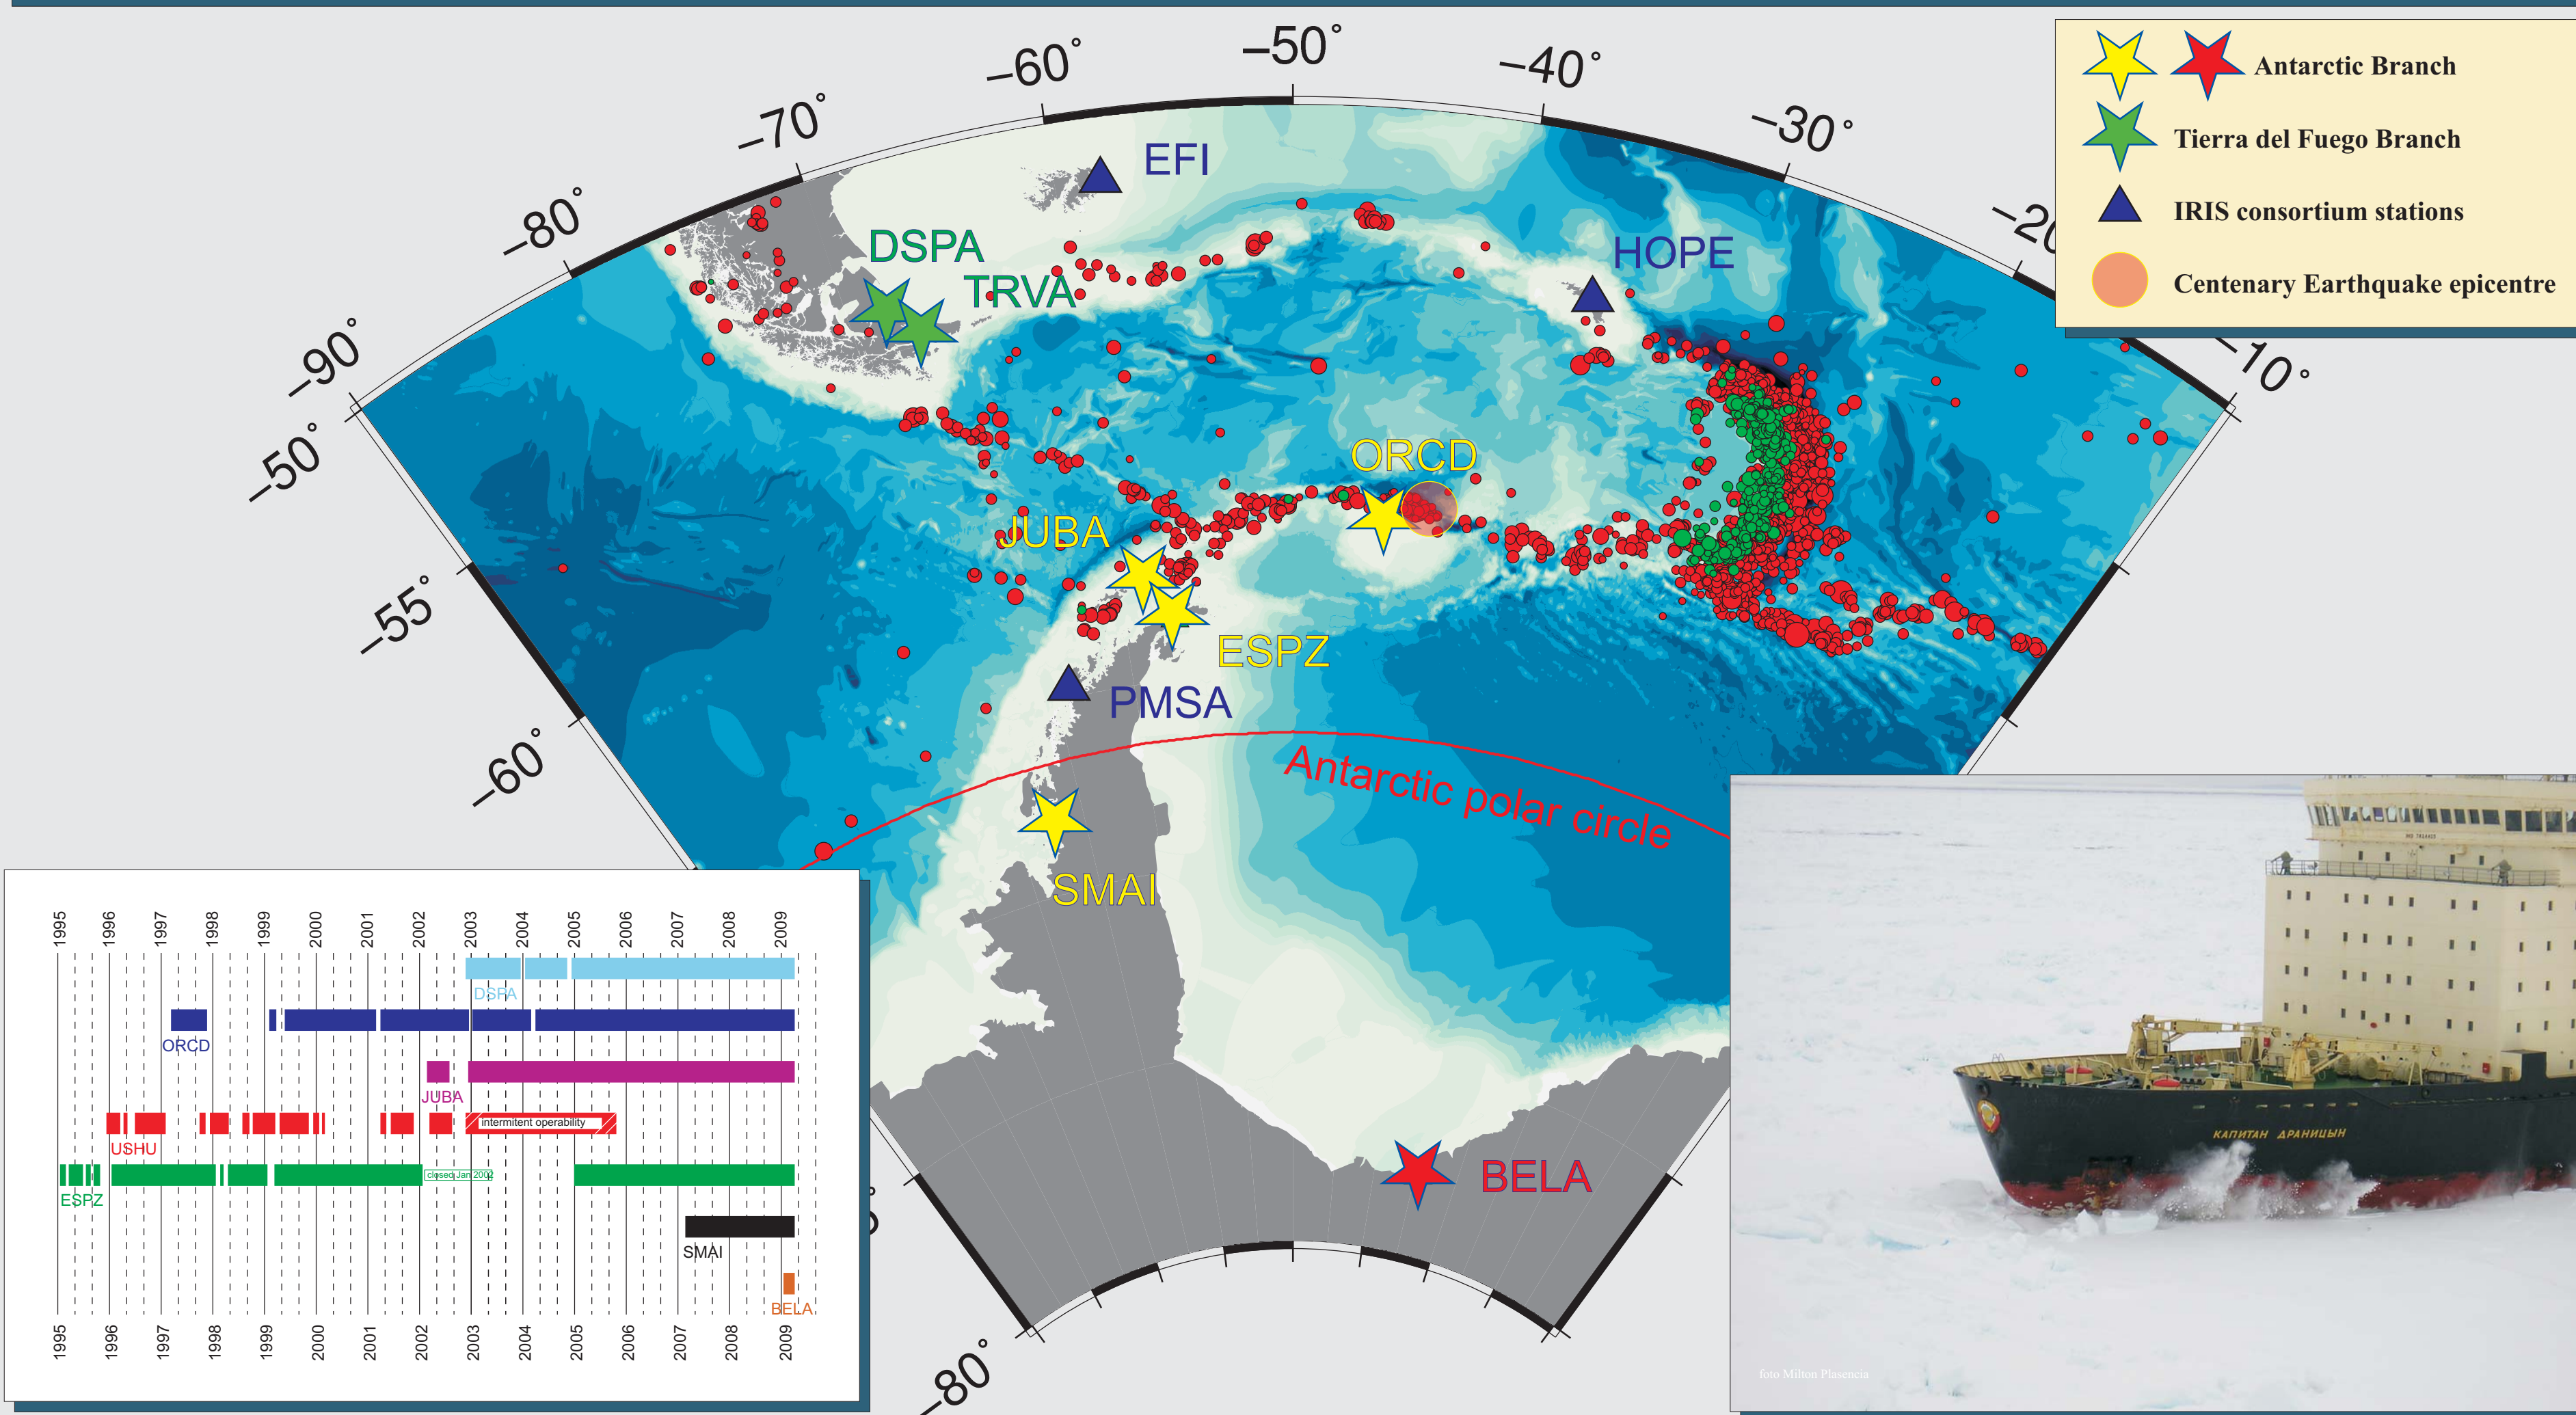 −50°
−60°
−40°
−70°
−30°
−80°
−20
−90°
−10°
−50°
−55°
−60°
−80°
Antarctic Branch
Tierra del Fuego Branch
IRIS consortium stations
Centenary Earthquake epicentre
EFI
DSPA
TRVA
HOPE
ORCD
JUBA
ESPZ
PMSA
Antarctic polar circle
SMAI
BELA
1995 1996 1997 1998 1999 2000 2001 2002 2003 2004 2005 2006 2007 2008 2009
DSPA
ORCD
JUBA
intermitent operability
USHU
closed Jan 2002
ESPZ
SMAI
BELA
1995 1996 1997 1998 1999 2000 2001 2002 2003 2004 2005 2006 2007 2008 2009
КАПИТАН ДРАНИЦЫН
foto Milton Plasencia